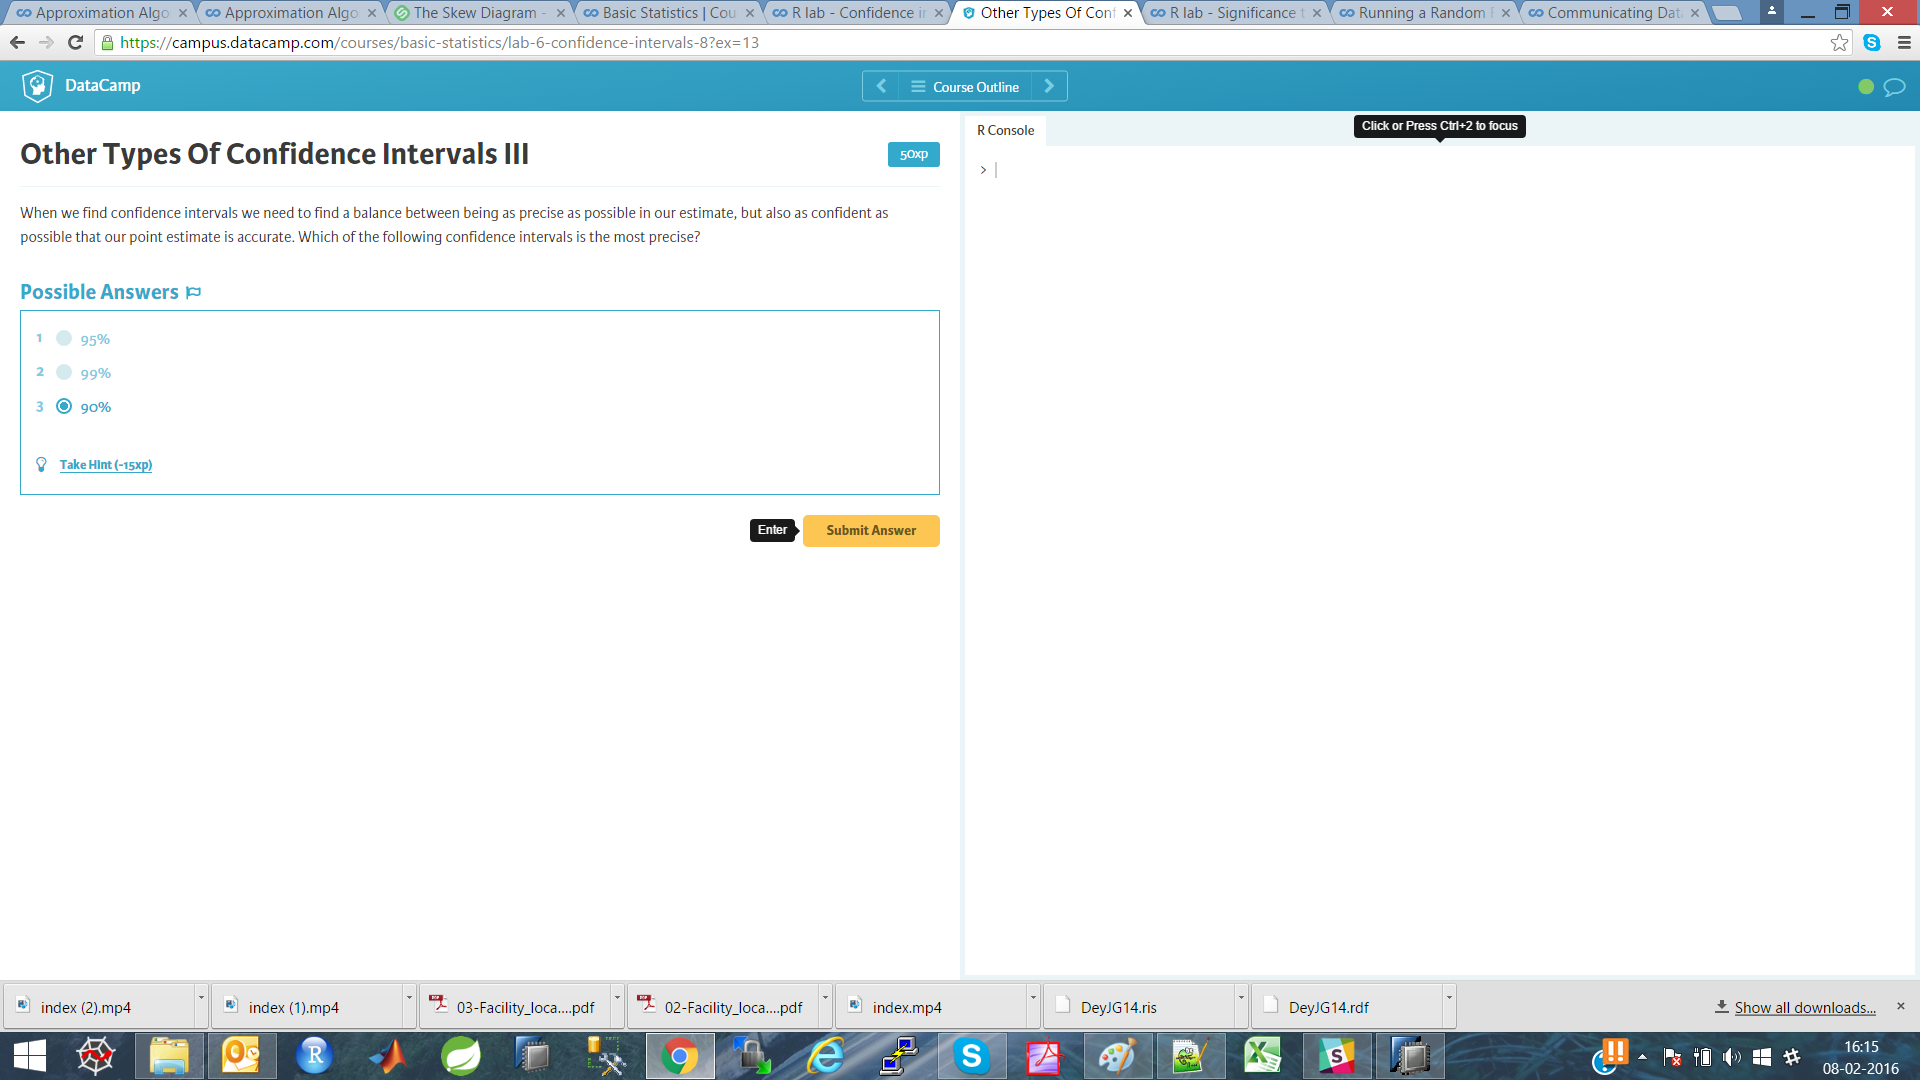 Approximation Algo
Approximation Algo
The Skew Diagram -
Basic Statistics | Cou
R lab - Confidence in
Other Types Of Conf
R lab - Significance t
Running a Random F
Communicating Data
https://campus.datacamp.com/courses/basic-statistics/lab-6-confidence-intervals-8?ex=13
DataCamp
Course Outline
Other Types Of Confidence Intervals III
50xp
R Console
Click or Press Ctrl+2 to focus
>
When we find confidence intervals we need to find a balance between being as precise as possible in our estimate, but also as confident as
possible that our point estimate is accurate. Which of the following confidence intervals is the most precise?
Possible Answers
1 95%
2 99%
3 90%
Take Hint (-15xp)
Enter
Submit Answer
index (2).mp4
index (1).mp4
03-Facility_loca....pdf
02-Facility_loca....pdf
index.mp4
DeyJG14.ris
DeyJG14.rdf
Show all downloads...
16:15
08-02-2016